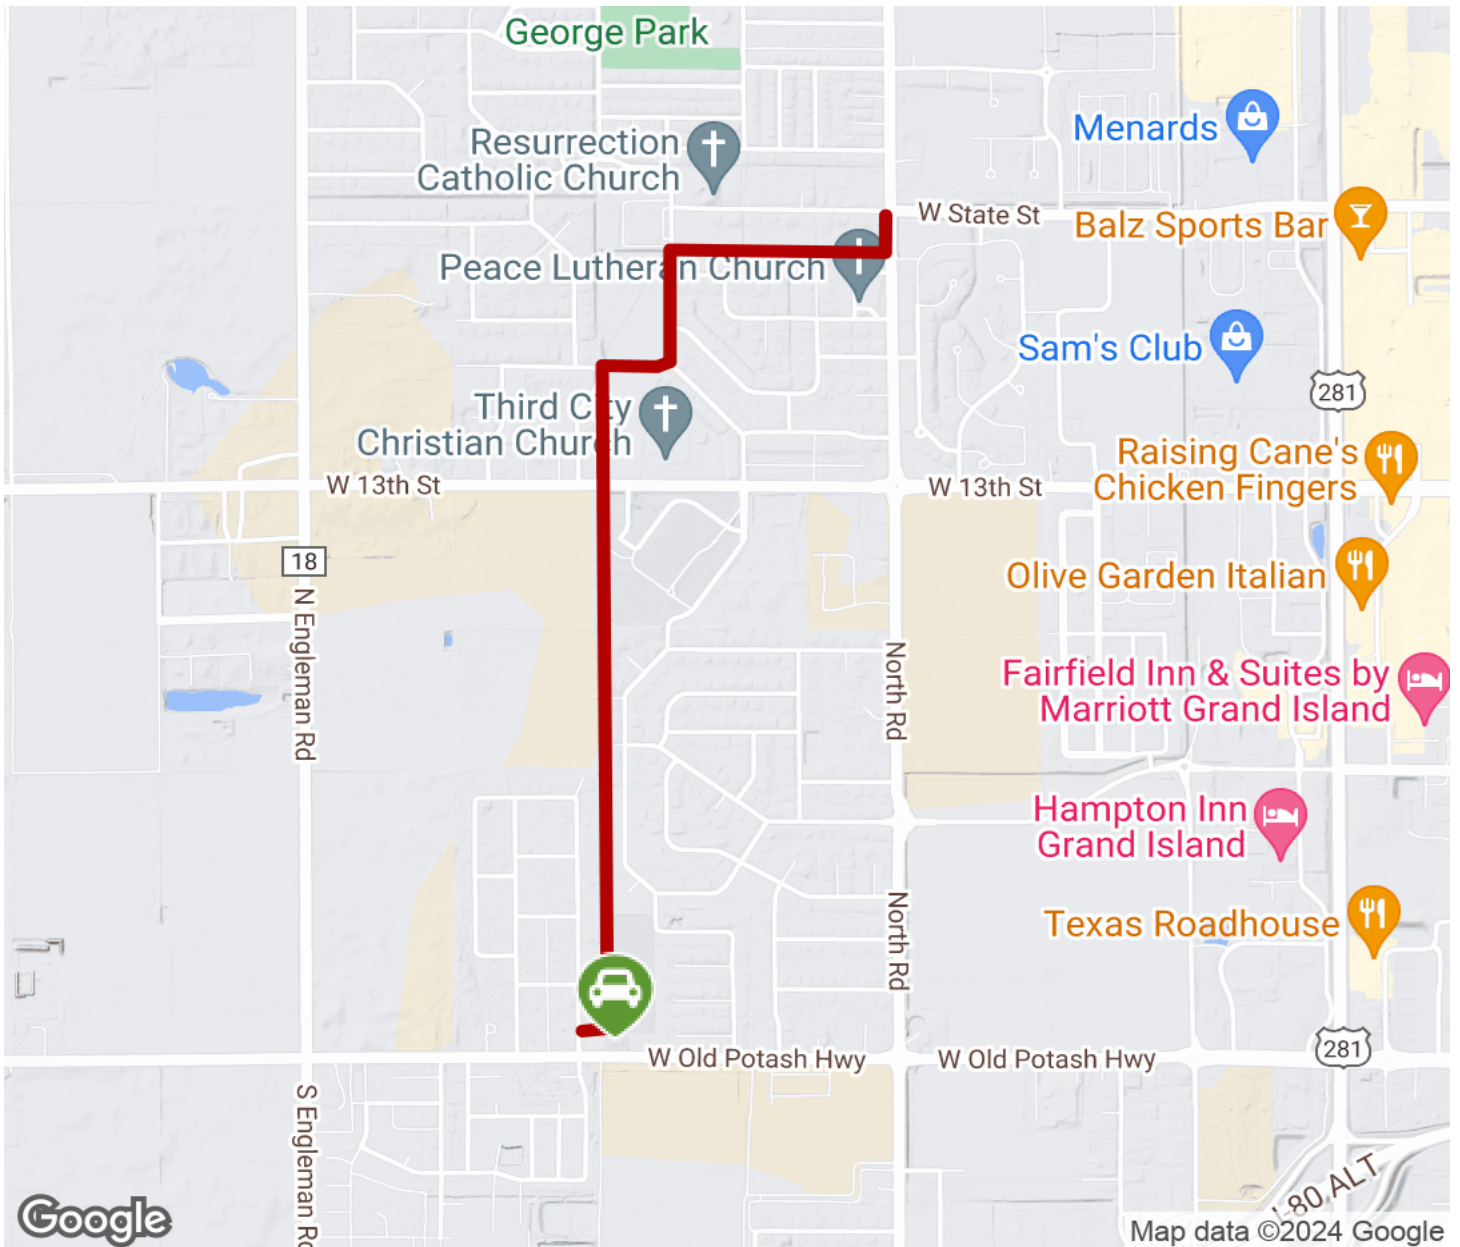 George Park
Resurrection
Catholic Church
Menards
W State St
Balz Sports Bar
Peace Lutheran Church
Sam's Club
281
Third City
Christian Church
Raising Cane's
Chicken Fingers
W 13th St
W 13th St
18
Olive Garden Italian
N Engleman Rd
North Rd
Fairfield Inn & Suites by
Marriott Grand Island
Hampton Inn
Grand Island
North Rd
Texas Roadhouse
281
W Old Potash Hwy
W Old Potash Hwy
S Engleman Rd
I-80 ALT
Google
Map data ©2024 Google